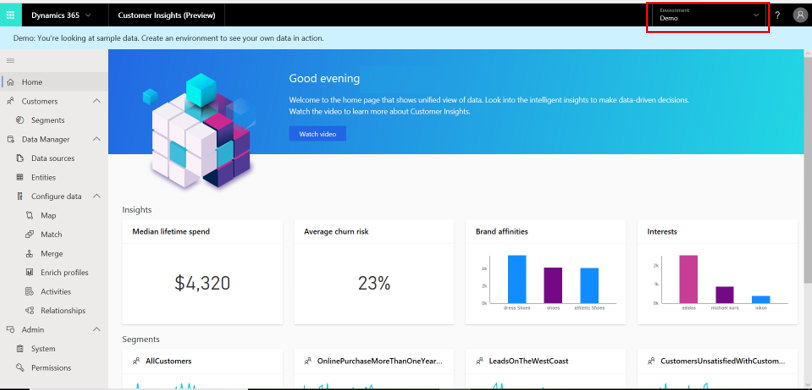 Dynamics 365
Customer Insights (Preview)
Environment
Demo
?
Demo: You're looking at sample data. Create an environment to see your own data in action.
Home
Customers
Segments
Data Manager
Data sources
Entities
Configure data
Map
Match
Merge
Enrich profiles
Activities
Relationships
Admin
System
Permissions
Good evening
Welcome to the home page that shows unified view of data. Look into the intelligent insights to make data-driven decisions.
Watch the video to learn more about Customer Insights.
Watch video
Insights
Median lifetime spend
$4,320
Average churn risk
23%
Brand affinities
0k
dress shoes
shoes
athletic shoes
Interests
0k
adidas
michael kors
nikon
Segments
AllCustomers
OnlinePurchaseMoreThanOneYear...
LeadsOnTheWestCoast
CustomersUnsatisfiedWithCustom...